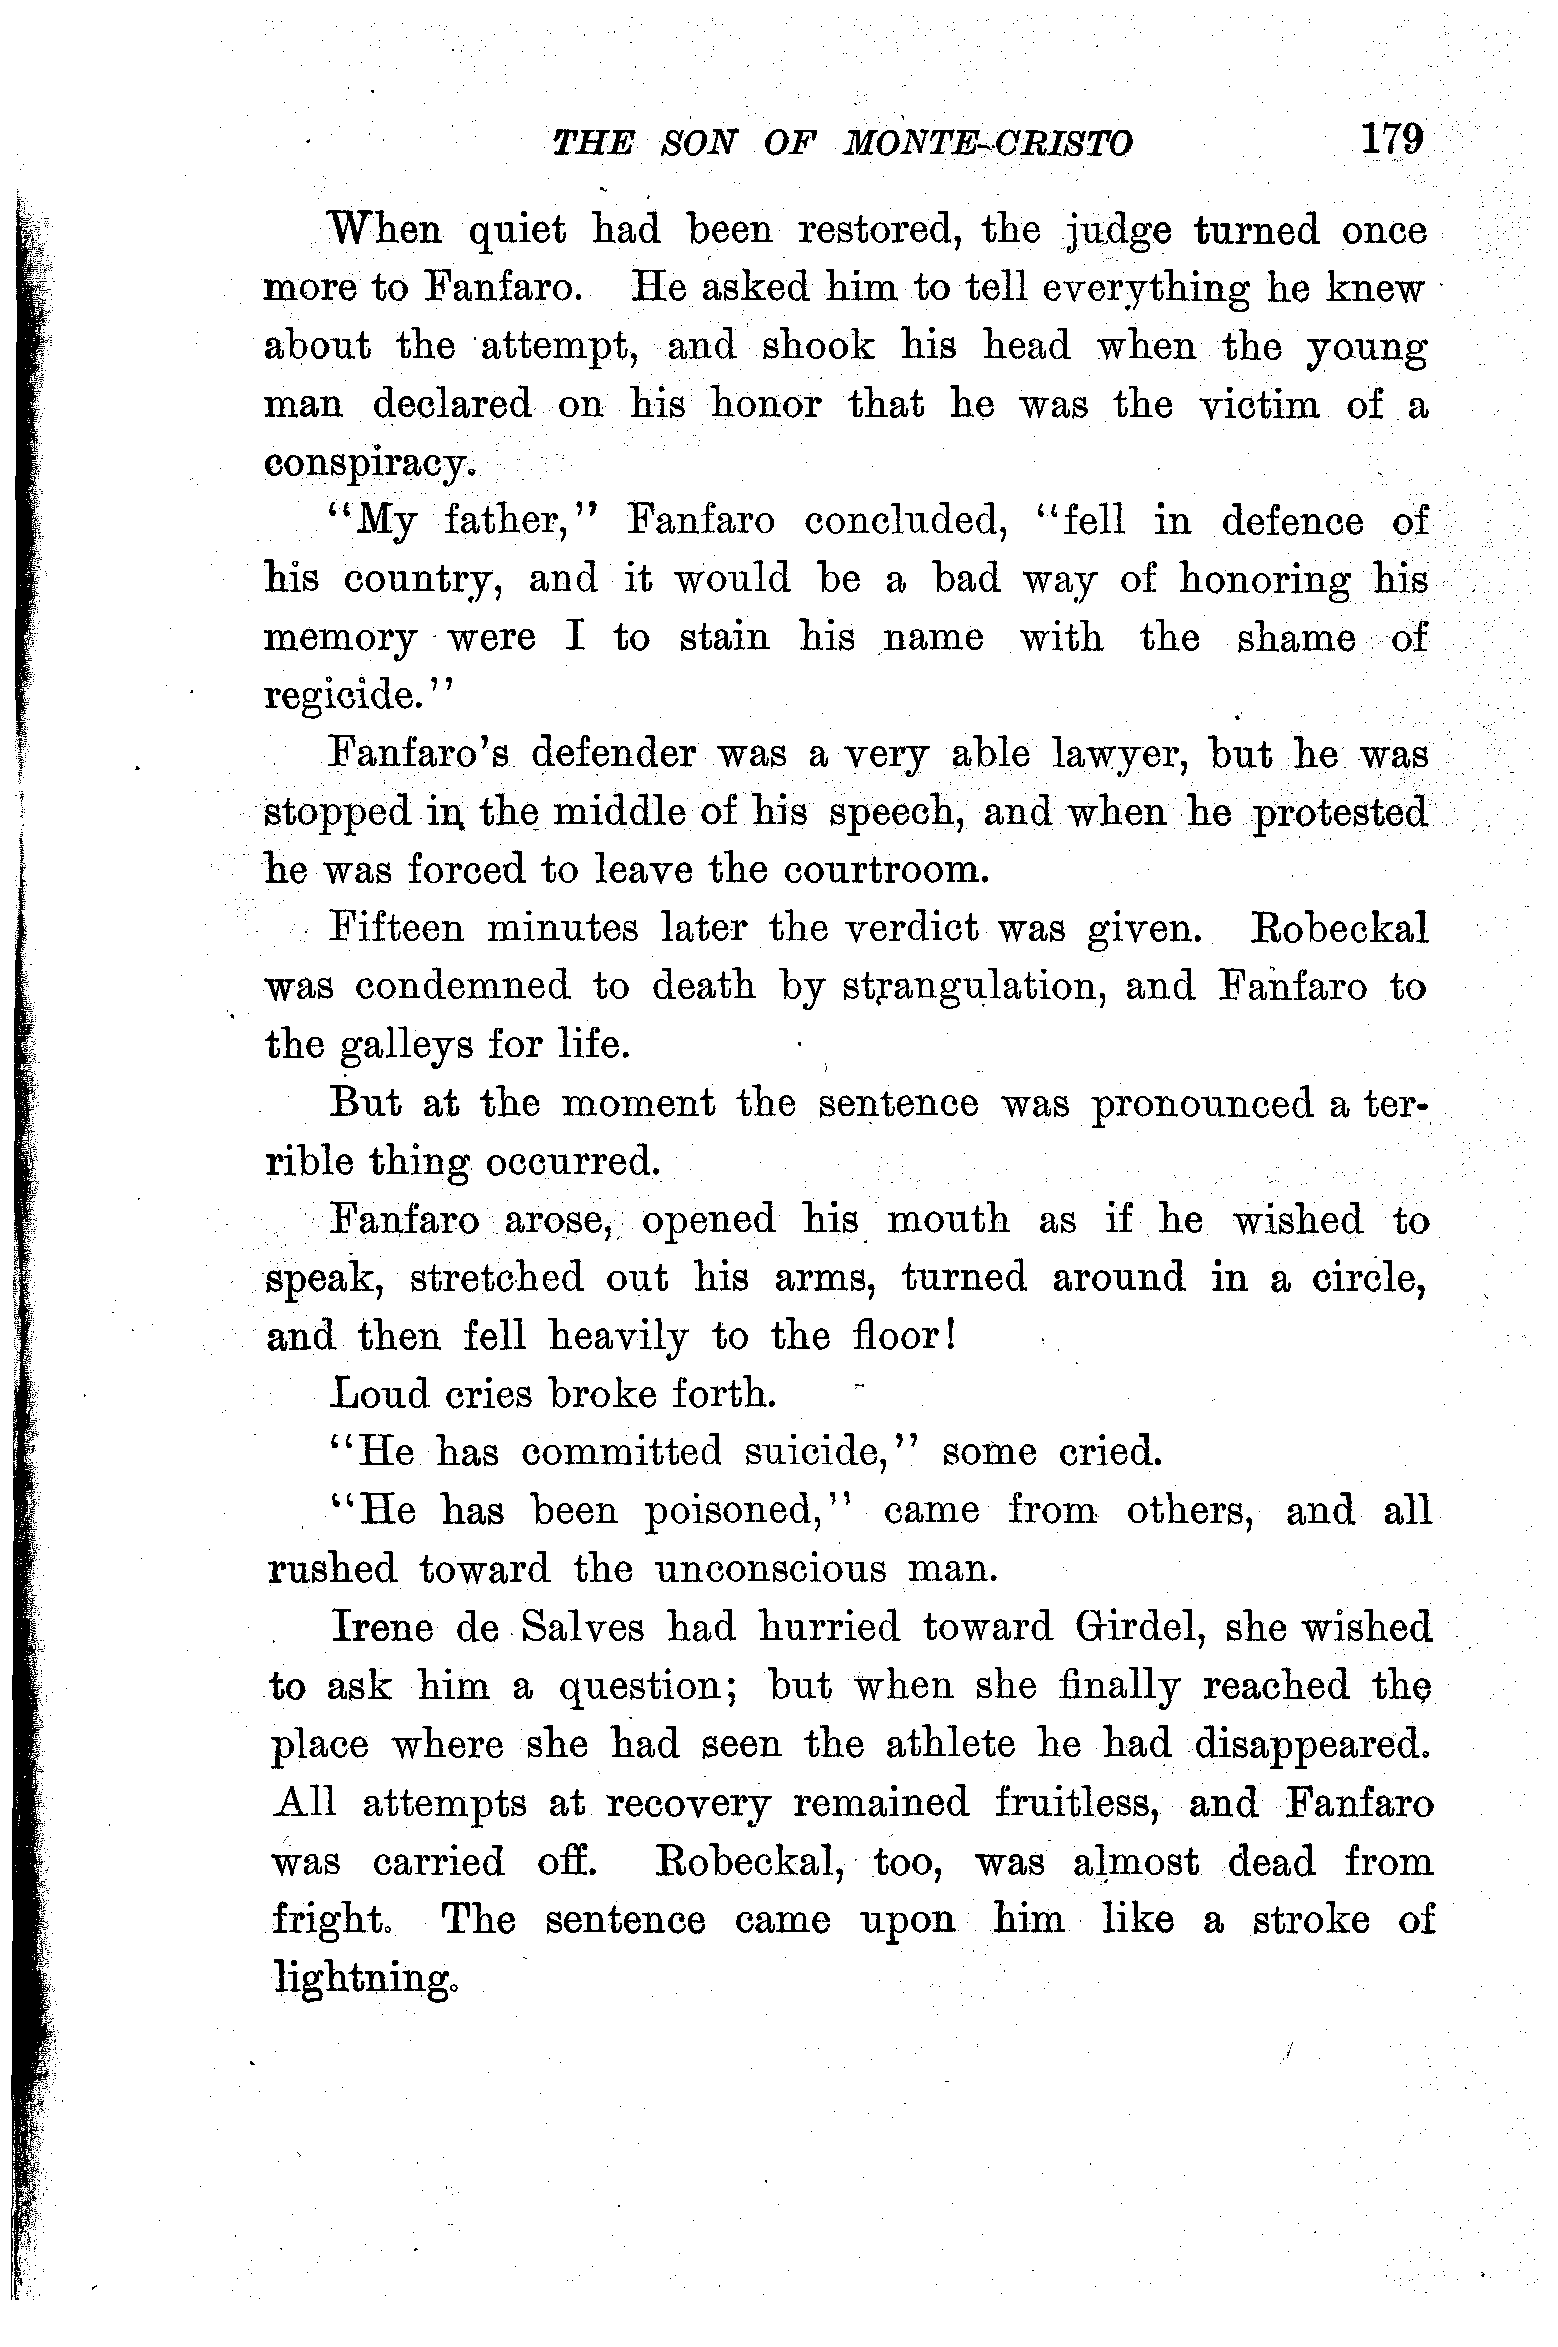 THE SON OF MONTE-CRISTO 179
When quiet had been restored, the judge turned once
more to Fanfaro. He asked him to tell everything he knew
about the attempt, and shook his head when the young
man declared on his honor that he was the victim of a
conspiracy.
"My father," Fanfaro concluded, "fell in defence of
his country, and it would be a bad way of honoring his
memory were I to stain his name with the shame of
regicide."
Fanfaro's defender was a very able lawyer, but he was
stopped in the middle of his speech, and when he protested
he was forced to leave the courtroom.
Fifteen minutes later the verdict was given. Robeckal
was condemned to death by strangulation, and Fanfaro to
the galleys for life.
But at the moment the sentence was pronounced a ter-
rible thing occurred.
Fanfaro arose, opened his mouth as if he wished to
speak, stretched out his arms, turned around in a circle,
and then fell heavily to the floor!
Loud cries broke forth.
"He has committed suicide," some cried.
"He has been poisoned," came from others, and all
rushed toward the unconscious man.
Irene de Salves had hurried toward Girdel, she wished
to ask him a question; but when she finally reached the
place where she had seen the athlete he had disappeared.
All attempts at recovery remained fruitless, and Fanfaro
was carried off. Robeckal, too, was almost dead from
fright. The sentence came upon him like a stroke of
lightning.